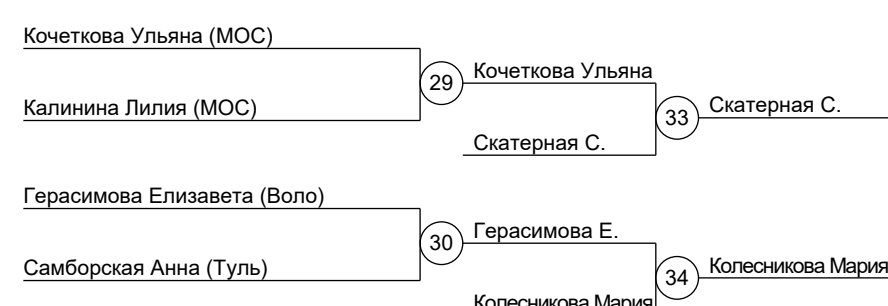 Кочеткова Ульяна (МОС)
29
Кочеткова Ульяна
Калинина Лилия (МОС)
33
Скатерная С.
Скатерная С.
Герасимова Елизавета (Воло)
30
Герасимова Е.
Самборская Анна (Туль)
34
Колесникова Мария
Колесникова Мария